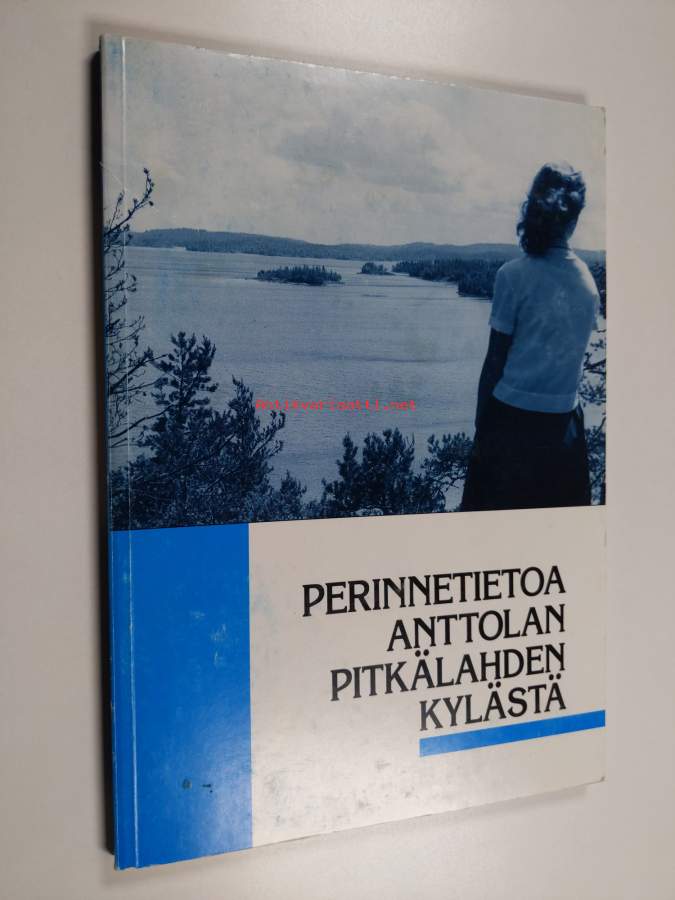 Antikvariaatti.net
PERINNETIETOA
ANTTOLAN
PITKÄLAHDEN
KYLÄSTÄ